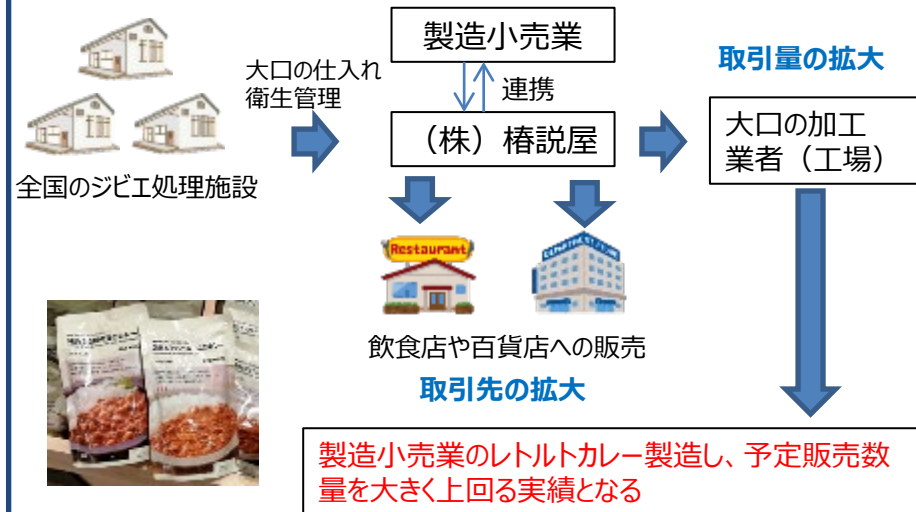 製造小売業
取引量の拡大
大口の仕入れ
衛生管理
連携
(株)椿説屋
大口の加工
業者(工場)
全国のジビエ処理施設
Restaurant
飲食店や百貨店への販売
取引先の拡大
製造小売業のレトルトカレー製造し、予定販売数
量を大きく上回る実績となる